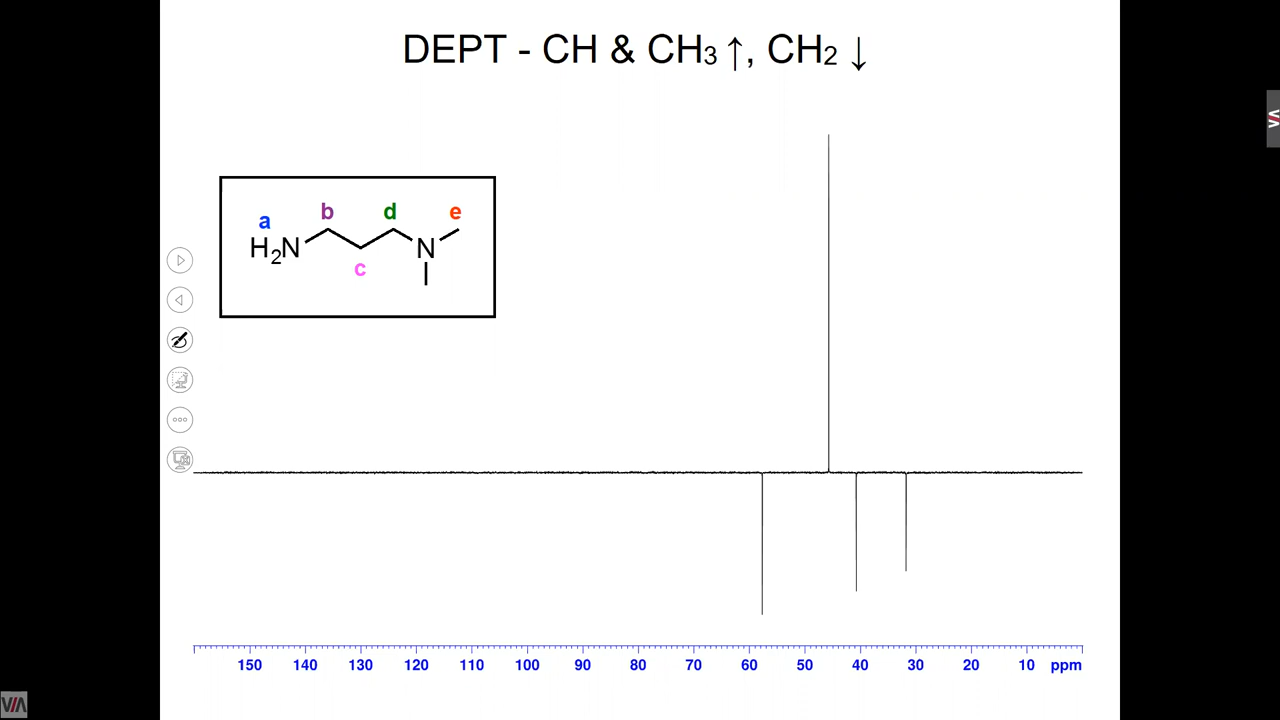 DEPT - CH & CH3 ↑, CH2 ↓
b d e
a
H2N N
c
150 140 130 120 110 100 90 80 70 60 50 40 30 20 10 ppm
VIA